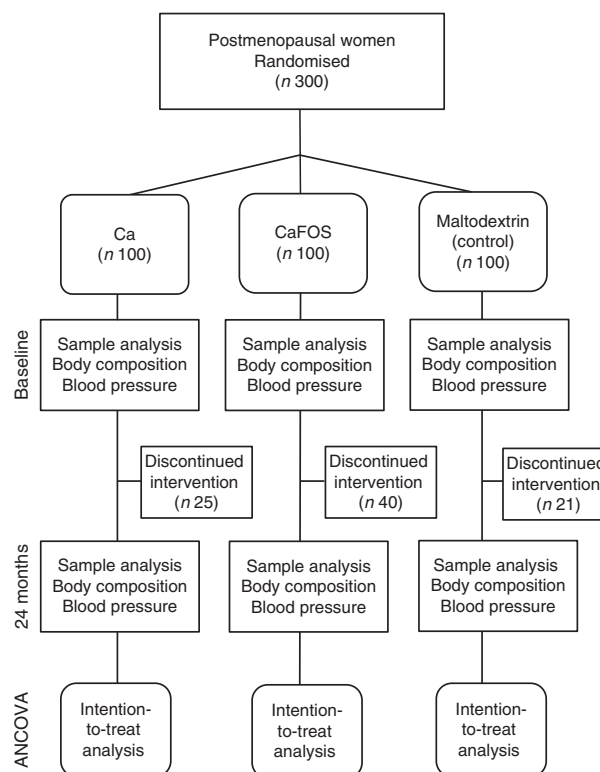 Postmenopausal women
Randomised
(n 300)
Ca
(n 100)
CaFOS
(n 100)
Maltodextrin
(control)
(n 100)
Baseline
Sample analysis
Body composition
Blood pressure
Sample analysis
Body composition
Blood pressure
Sample analysis
Body composition
Blood pressure
Discontinued
intervention
(n 25)
Discontinued
intervention
(n 40)
Discontinued
intervention
(n 21)
24 months
Sample analysis
Body composition
Blood pressure
Sample analysis
Body composition
Blood pressure
Sample analysis
Body composition
Blood pressure
ANCOVA
Intention-
to-treat
analysis
Intention-
to-treat
analysis
Intention-
to-treat
analysis